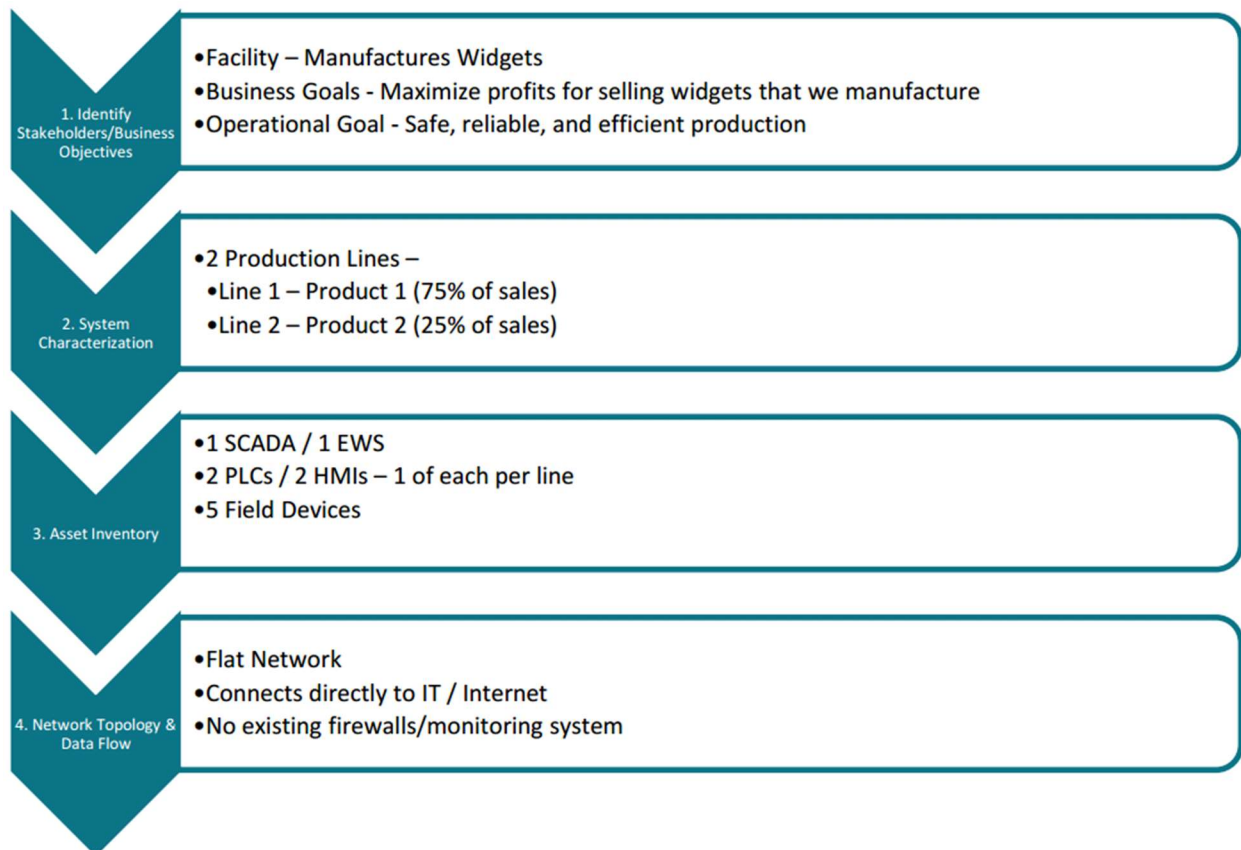 1. Identify
Stakeholders/Business
Objectives
•Facility – Manufactures Widgets
•Business Goals - Maximize profits for selling widgets that we manufacture
•Operational Goal - Safe, reliable, and efficient production
2. System
Characterization
•2 Production Lines –
•Line 1 – Product 1 (75% of sales)
•Line 2 – Product 2 (25% of sales)
3. Asset Inventory
•1 SCADA / 1 EWS
•2 PLCs / 2 HMIs – 1 of each per line
•5 Field Devices
4. Network Topology &
Data Flow
•Flat Network
•Connects directly to IT / Internet
•No existing firewalls/monitoring system